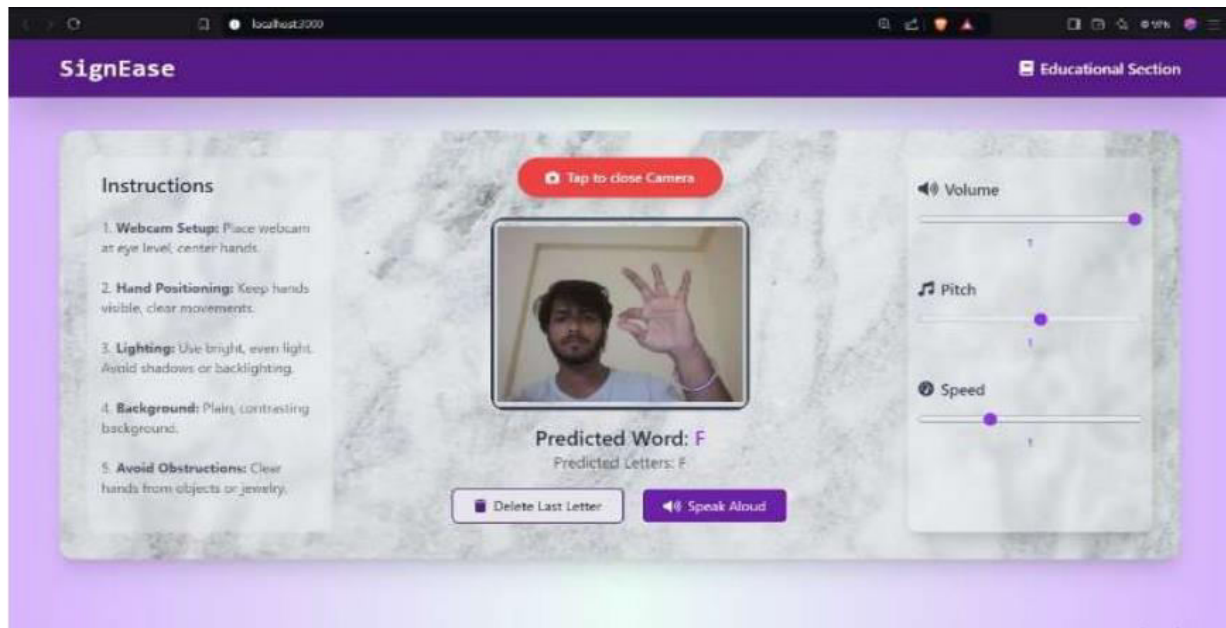 localhost:3000
SignEase
Educational Section
Instructions
1. Webcam Setup: Place webcam
at eye level, center hands.
2. Hand Positioning: Keep hands
visible, clear movements.
3. Lighting: Use bright, even light.
Avoid shadows or backlighting.
4. Background: Plain, contrasting
background.
5. Avoid Obstructions: Clear
hands from objects or jewelry.
Tap to close Camera
Predicted Word: F
Predicted Letters: F
Delete Last Letter
Speak Aloud
Volume
1
Pitch
1
Speed
1